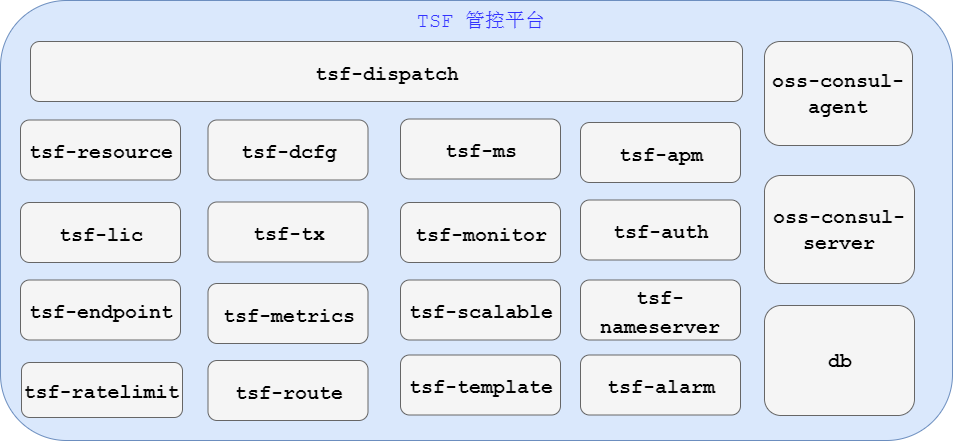 TSF 管控平台
tsf-dispatch
oss-consul-
agent
tsf-resource
tsf-dcfg
tsf-ms
tsf-apm
tsf-lic
tsf-tx
tsf-monitor
tsf-auth
oss-consul-
server
tsf-endpoint
tsf-metrics
tsf-scalable
tsf-
nameserver
db
tsf-ratelimit
tsf-route
tsf-template
tsf-alarm